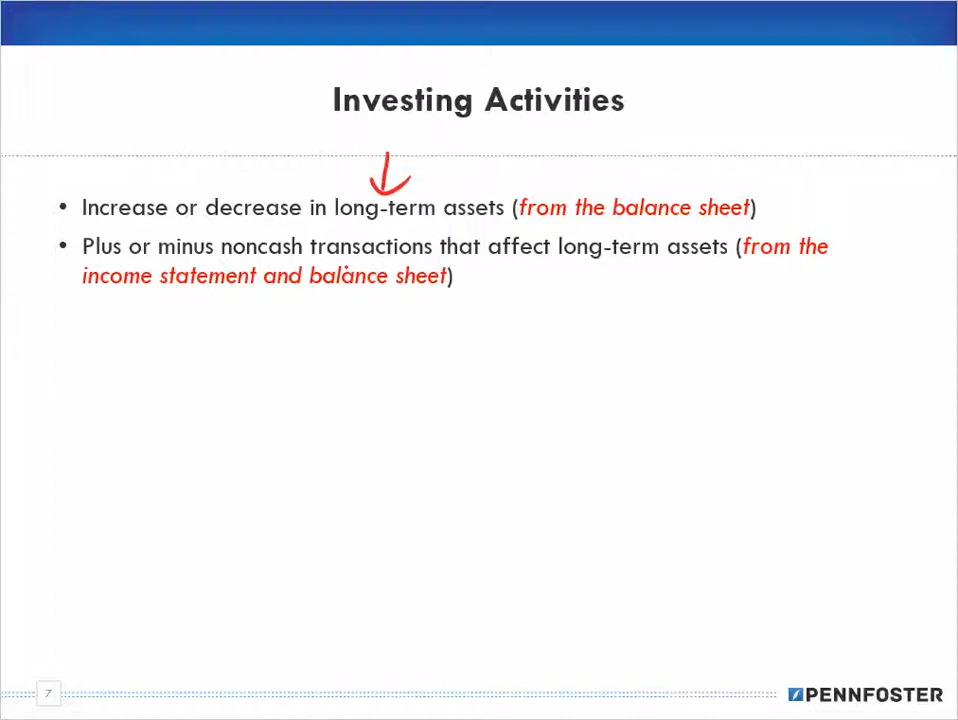 Investing Activities
• Increase or decrease in long-term assets (from the balance sheet)
• Plus or minus noncash transactions that affect long-term assets (from the
income statement and balance sheet)
7
PENNFOSTER